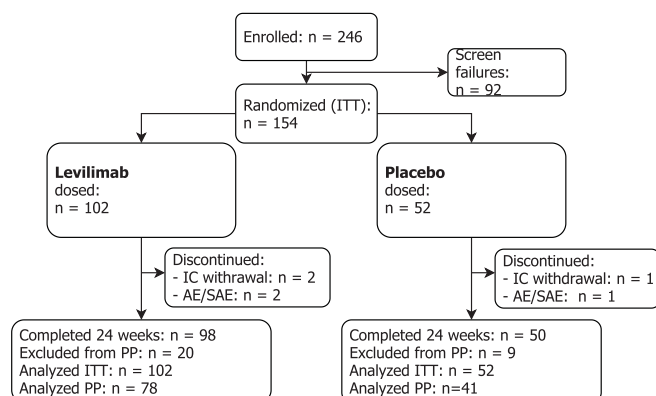 Enrolled: n = 246
Screen
failures:
n = 92
Randomized (ITT):
n = 154
Levilimab
dosed:
n = 102
Placebo
dosed:
n = 52
Discontinued:
- IC withrawal: n = 2
- AE/SAE: n = 2
Discontinued:
- IC withdrawal: n = 1
- AE/SAE: n = 1
Completed 24 weeks: n = 98
Excluded from PP: n = 20
Analyzed ITT: n = 102
Analyzed PP: n = 78
Completed 24 weeks: n = 50
Excluded from PP: n = 9
Analyzed ITT: n = 52
Analyzed PP: n=41